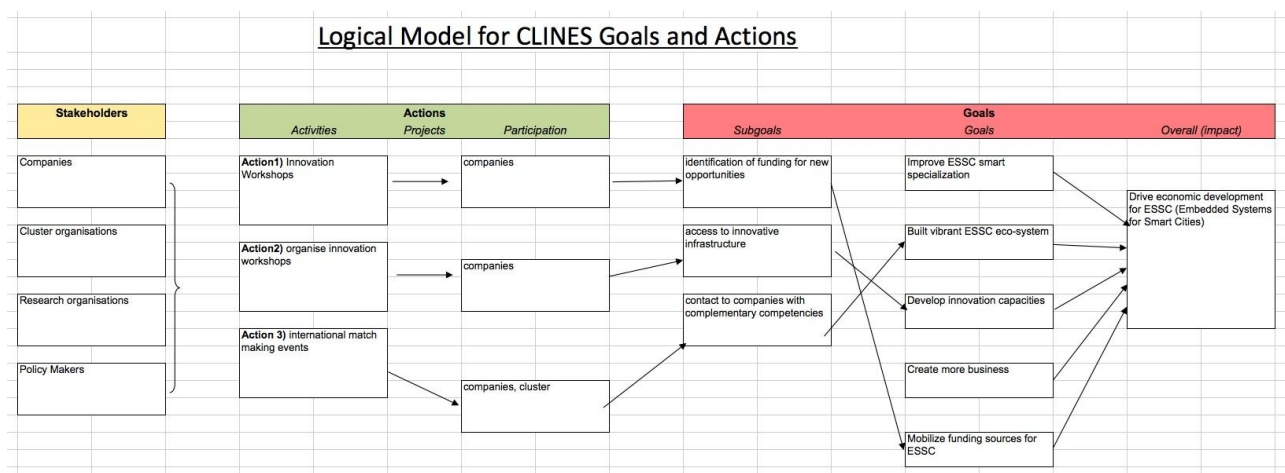 Logical Model for CLINES Goals and Actions
Stakeholders
Actions
Goals
Activities
Projects
Participation
Subgoals
Goals
Overall (impact)
Companies
Cluster organisations
Research organisations
Policy Makers
Action1) Innovation
Workshops
Action2) organise innovation
workshops
Action 3) international match
making events
companies
companies
companies, cluster
identification of funding for new
opportunities
access to innovative
infrastructure
contact to companies with
complementary competencies
Improve ESSC smart
specialization
Built vibrant ESSC eco-system
Develop innovation capacities
Create more business
Mobilize funding sources for
ESSC
Drive economic development
for ESSC (Embedded Systems
for Smart Cities)